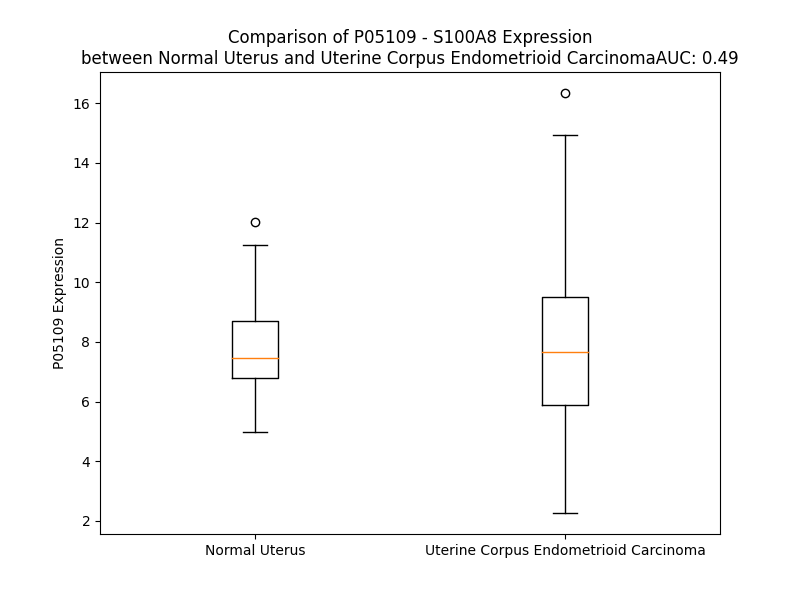 Comparison of P05109 - S100A8 Expression
between Normal Uterus and Uterine Corpus Endometrioid CarcinomaAUC: 0.49
P05109 Expression
16
14
12
10
8
6
4
2
Normal Uterus
Uterine Corpus Endometrioid Carcinoma